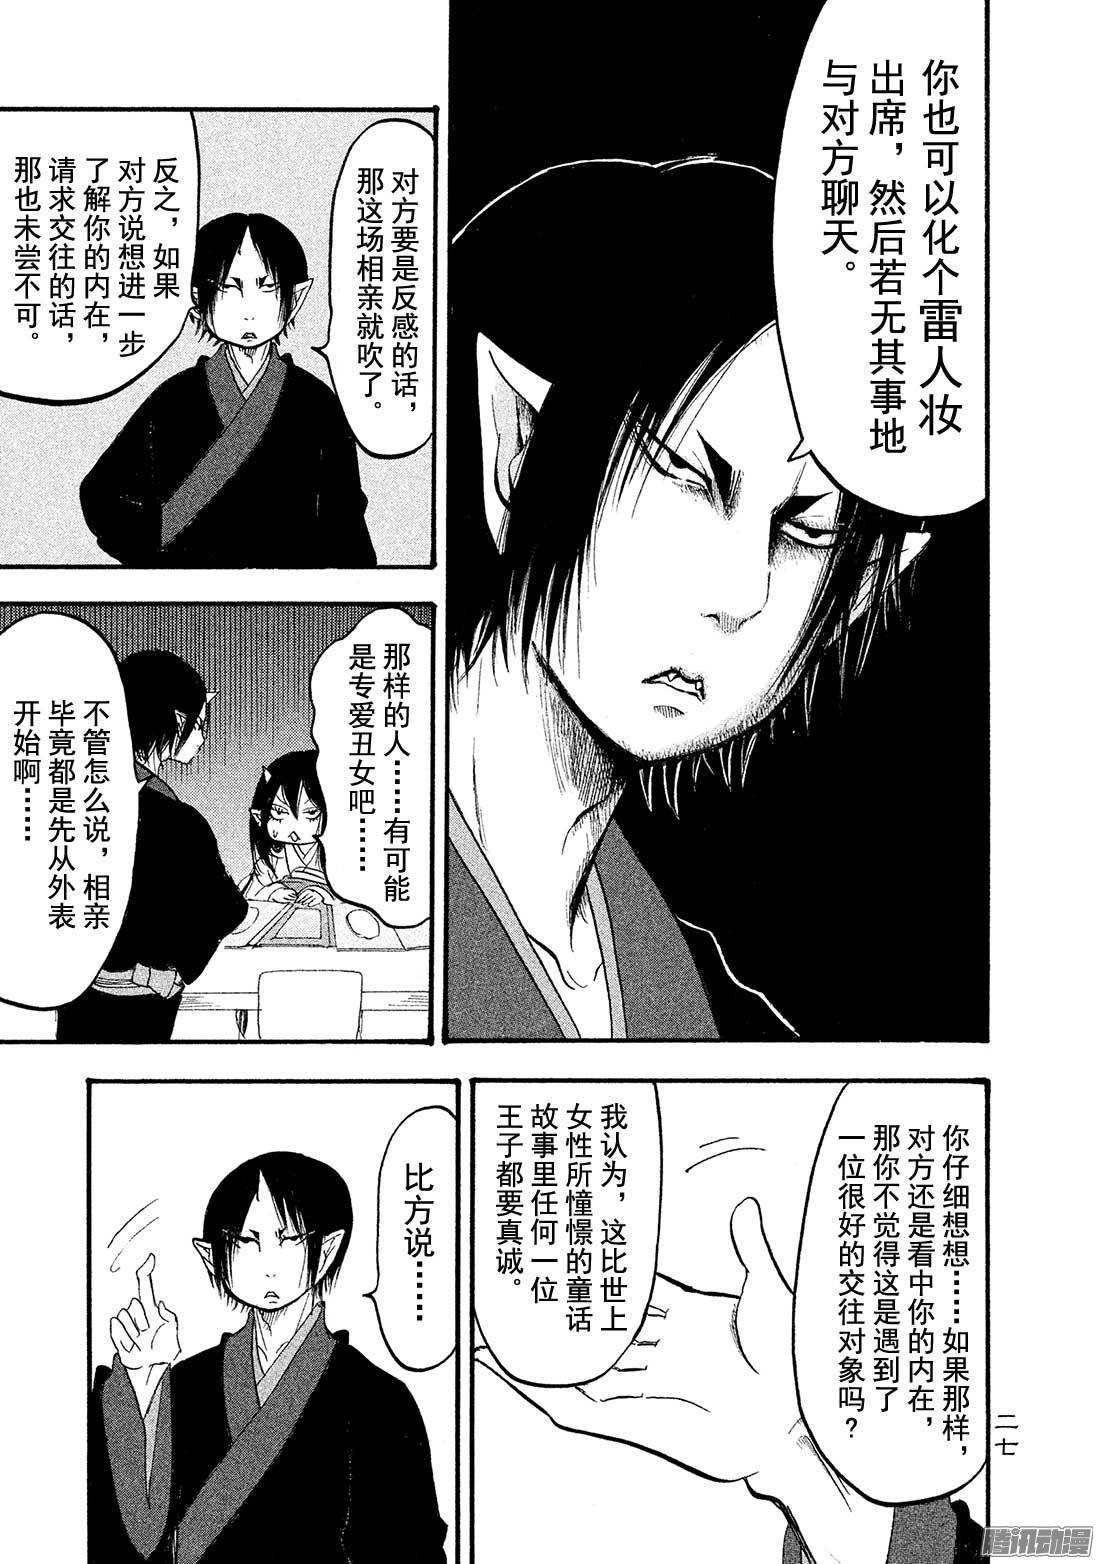 你也可以化个雷人妆
出席，然后若无其事地
与对方聊天。
对方要是反感的话，
那这场相亲就吹了。
反之，如果
对方说想进一步
了解你的内在，
请求交往的话，
那也未尝不可。
那样的人……有可能
是专爱丑女吧……
不管怎么说，相亲
毕竟都是先从外表
开始啊……
你仔细想想……如果那样，
对方还是看中你的内在，
那你不觉得这是遇到了
一位很好的交往对象吗？
我认为，这比世上
女性所憧憬的童话
故事里任何一位
王子都要真诚。
比方说……
二七
腾讯动漫